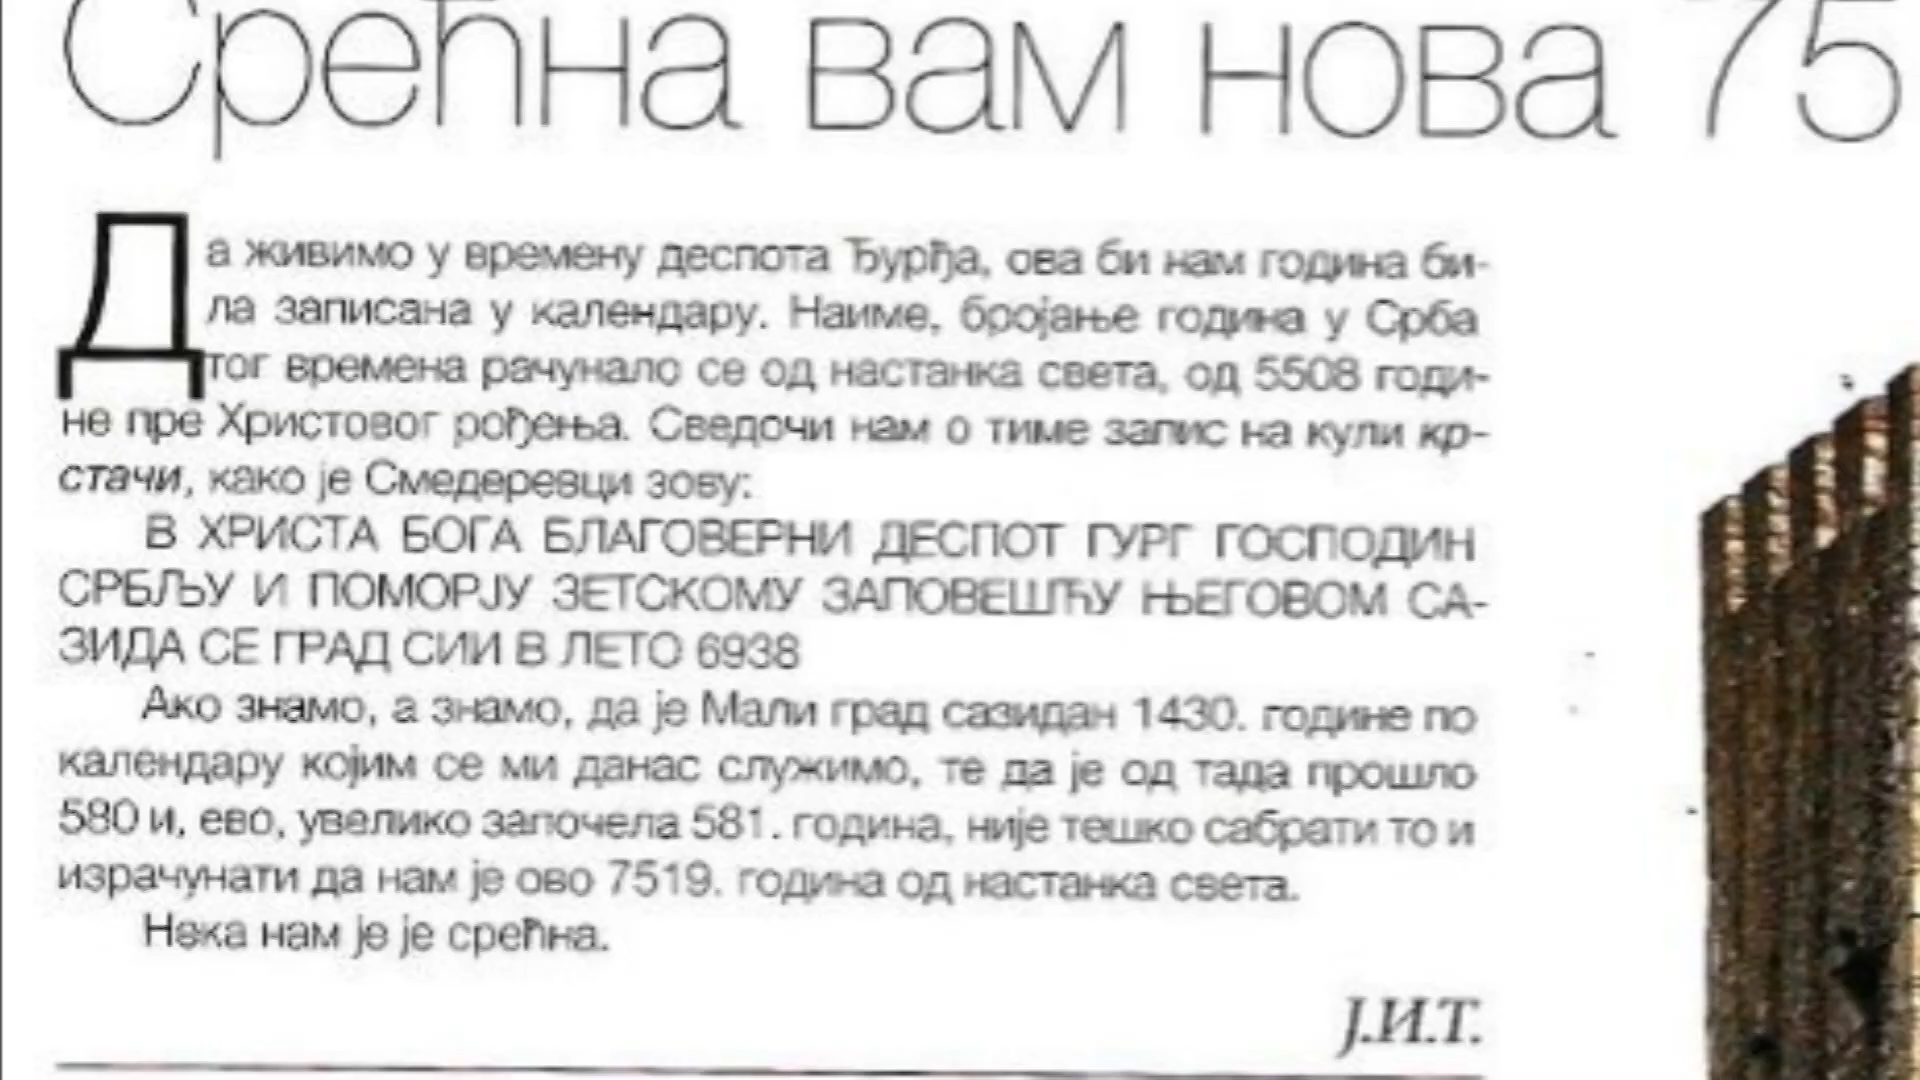 Срећна вам нова 75
Да живимо у времену деспота Ђурђа, ова би нам година би-
ла записана у календару. Наиме, бројање година у Срба
тог времена рачунало се од настанка света, од 5508 годи-
не пре Христовог рођења. Сведочи нам о томе запис на кули кр-
стачи, како је Смедеревци зову:
В ХРИСТА БОГА БЛАГОВЕРНИ ДЕСПОТ ГУРГ ГОСПОДИН
СРБЉУ И ПОМОРЈУ ЗЕТСКОМУ ЗАПОВЕШЋУ ЊЕГОВОМ СА-
ЗИДА СЕ ГРАД СИИ В ЛЕТО 6938
Ако знамо, а знамо, да је Мали град сазидан 1430. године по
календару којим се ми данас служимо, те да је од тада прошло
580 и, ево, увелико започела 581. година, није тешко сабрати то и
израчунати да нам је ово 7519. година од настанка света.
Нека нам је је срећна.
Ј.И.Т.